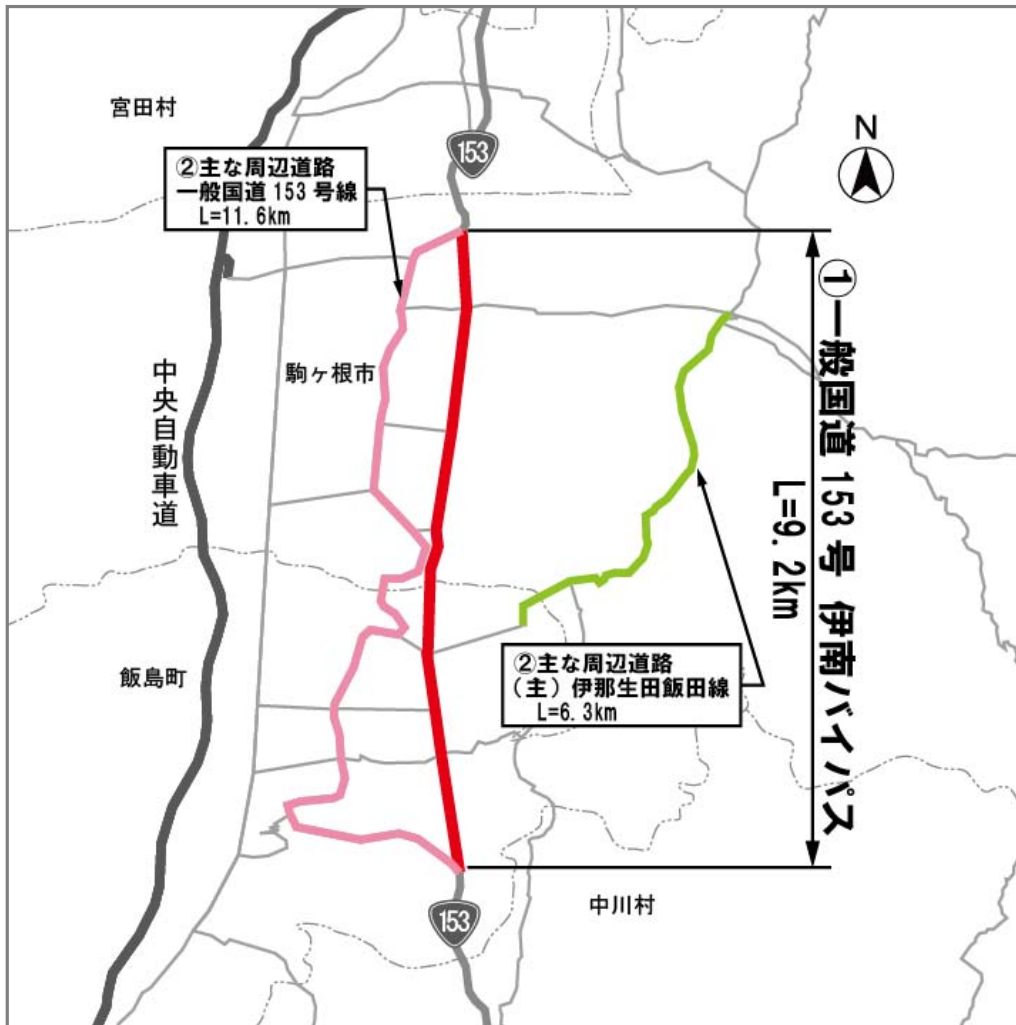 宮田村
153
N
②主な周辺道路
一般国道 153 号線
L=11.6km
①一般国道 153 号 伊南バイパス
L=9.2km
駒ヶ根市
中央自動車道
飯島町
②主な周辺道路
（主）伊那生田飯田線
L=6.3km
中川村
153